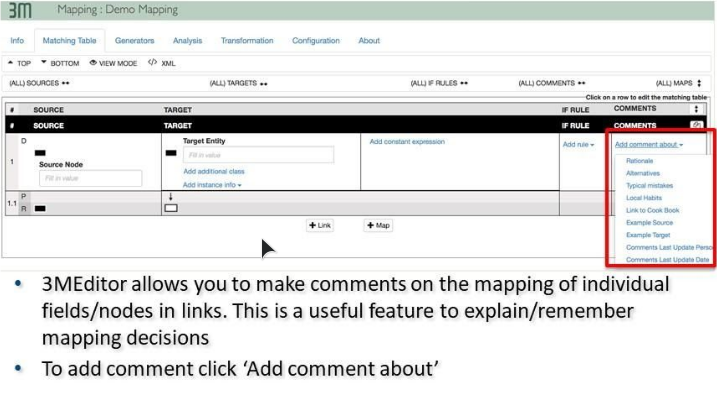 3M Mapping : Demo Mapping
Info Matching Table Generators Analysis Transformation Configuration About
TOP BOTTOM VIEW MODE </> XML
(ALL) SOURCES (ALL) TARGETS (ALL) IF RULES (ALL) COMMENTS (ALL) MAPS
Click on a row to edit the matching table
# SOURCE TARGET IF RULE COMMENTS
# SOURCE TARGET IF RULE COMMENTS
D Target Entity Add constant expression Add rule Add comment about
Fill in value
1 Source Node
Add additional class
Fill in value
Add instance info
1.1 P
R
+ Link + Map
Rationale
Alternatives
Typical mistakes
Local Habits
Link to Cook Book
Example Source
Example Target
Comments Last Update Perso
Comments Last Update Date
• 3MEditor allows you to make comments on the mapping of individual
fields/nodes in links. This is a useful feature to explain/remember
mapping decisions
• To add comment click ‘Add comment about’